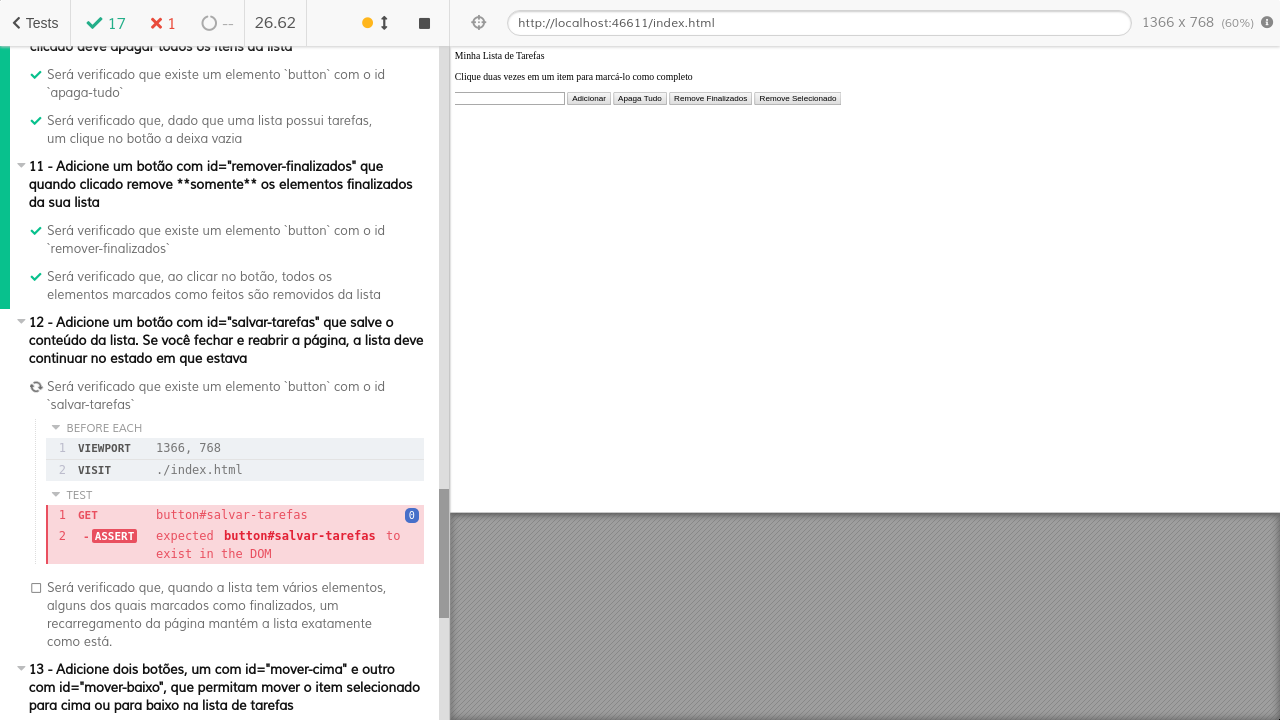 Tests
17
1
--
26.62
http://localhost:46611/index.html
1366 x 768 (60%)
clicado deve apagar todos os itens da lista
Será verificado que existe um elemento `button` com o id
`apaga-tudo`
Será verificado que, dado que uma lista possui tarefas,
um clique no botão a deixa vazia
11 - Adicione um botão com id="remover-finalizados" que
quando clicado remove **somente** os elementos finalizados
da sua lista
Será verificado que existe um elemento `button` com o id
`remover-finalizados`
Será verificado que, ao clicar no botão, todos os
elementos marcados como feitos são removidos da lista
12 - Adicione um botão com id="salvar-tarefas" que salve o
conteúdo da lista. Se você fechar e reabrir a página, a lista deve
continuar no estado em que estava
Será verificado que existe um elemento `button` com o id
`salvar-tarefas`
BEFORE EACH
1 VIEWPORT 1366, 768
2 VISIT ./index.html
TEST
1 GET button#salvar-tarefas 0
2 -ASSERT expected button#salvar-tarefas to
exist in the DOM
Será verificado que, quando a lista tem vários elementos,
alguns dos quais marcados como finalizados, um
recarregamento da página mantém a lista exatamente
como está.
13 - Adicione dois botões, um com id="mover-cima" e outro
com id="mover-baixo", que permitam mover o item selecionado
para cima ou para baixo na lista de tarefas
Minha Lista de Tarefas
Clique duas vezes em um item para marcá-lo como completo
Adicionar Apaga Tudo Remove Finalizados Remove Selecionado